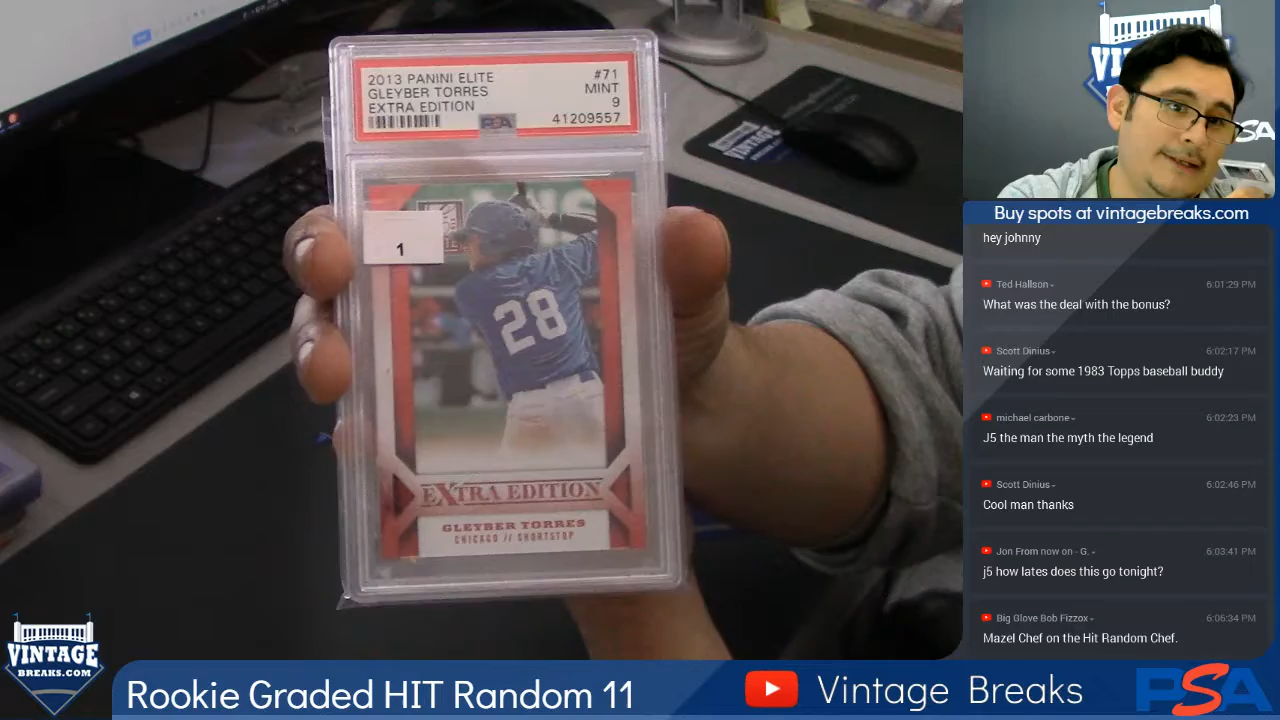 2013 PANINI ELITE
#71
GLEYBER TORRES
MINT
EXTRA EDITION
9
PSA
41209557
1
28
EXTRA EDITION
GLEYBER TORRES
CHICAGO // SHORTSTOP
VINTAGE
VI
SA
Buy spots at vintagebreaks.com
hey johnny
Ted Hallson
6:01:29 PM
What was the deal with the bonus?
Scott Dinius
6:02:17 PM
Waiting for some 1983 Topps baseball buddy
michael carbone
6:02:23 PM
J5 the man the myth the legend
Scott Dinius
6:02:46 PM
Cool man thanks
Jon From now on - G.
6:03:41 PM
j5 how lates does this go tonight?
Big Glove Bob Fizzox
6:06:34 PM
Mazel Chef on the Hit Random Chef.
VINTAGE
BREAKS.COM
Rookie Graded HIT Random 11
Vintage Breaks
PSA